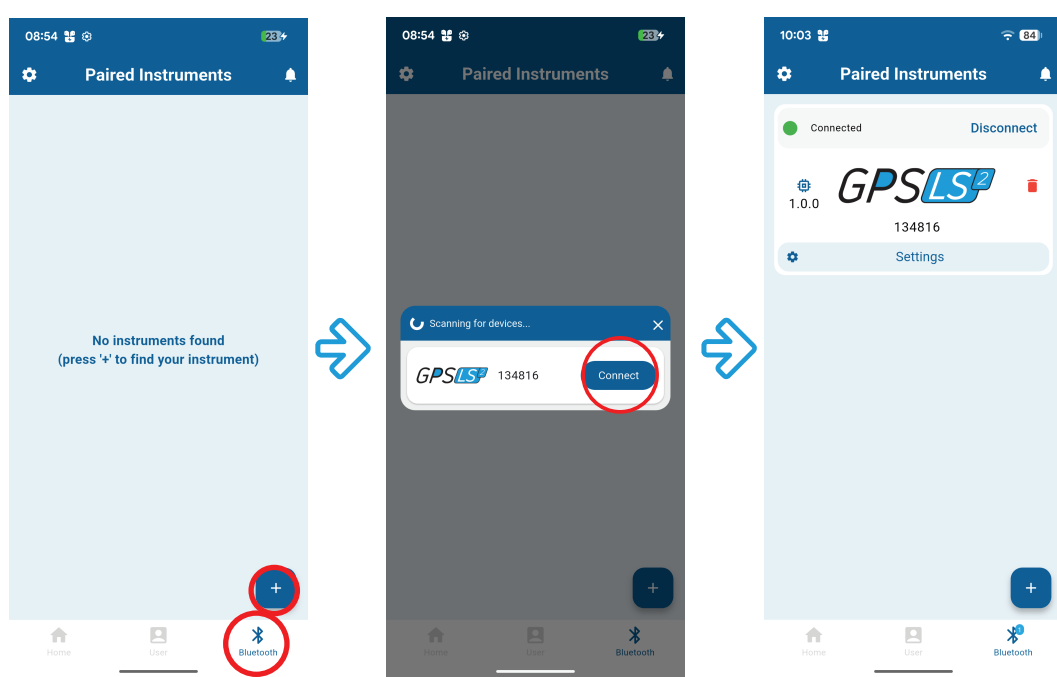 08:54
23
Paired Instruments
No instruments found
(press '+' to find your instrument)
+
Home
User
Bluetooth
08:54
23
Paired Instruments
Scanning for devices...
GPSLS2
134816
Connect
+
Home
User
Bluetooth
10:03
84
Paired Instruments
Connected
Disconnect
1.0.0
GPSLS2
134816
Settings
+
1
Home
User
Bluetooth